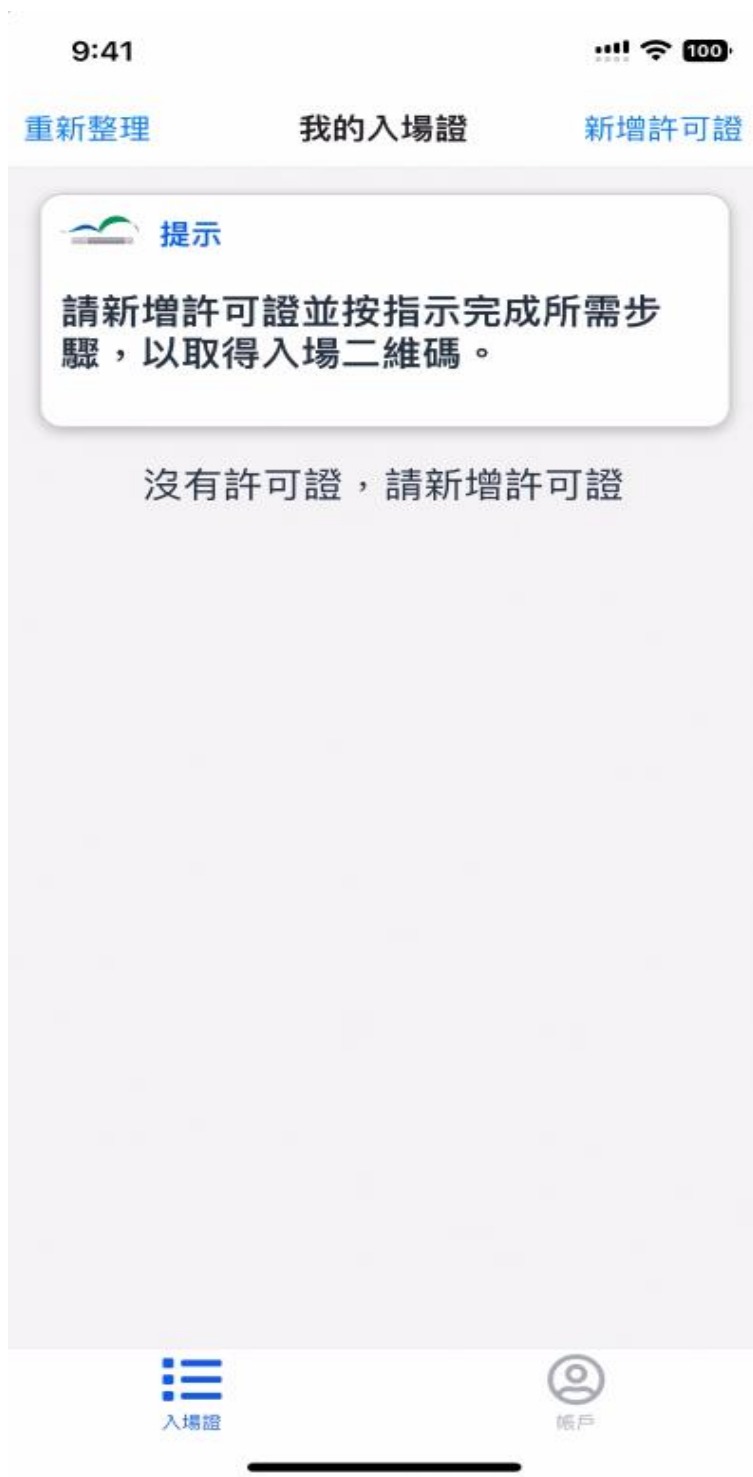 9:41
100
重新整理
我的入場證
新增許可證
提示
請新增許可證並按指示完成所需步
驟，以取得入場二維碼。
沒有許可證，請新增許可證
入場證
帳戶